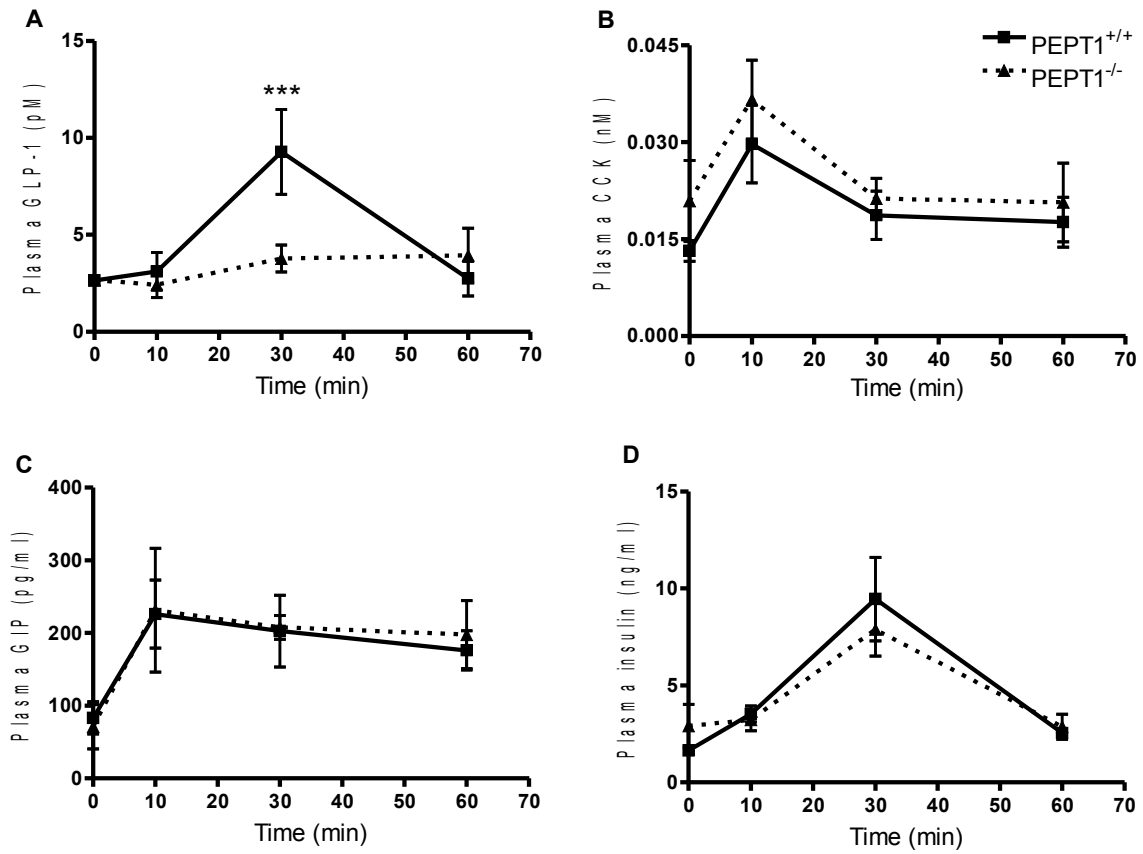 A
Plasma GLP-1 (pM)
15
10
5
0
***
0 10 20 30 40 50 60 70
Time (min)
B
Plasma CCK (nM)
0.045
0.030
0.015
0.000
PEPT1+/+
PEPT1-/-
0 10 20 30 40 50 60 70
Time (min)
C
Plasma GIP (pg/ml)
400
300
200
100
0
0 10 20 30 40 50 60 70
Time (min)
D
Plasma insulin (ng/ml)
15
10
5
0
0 10 20 30 40 50 60 70
Time (min)